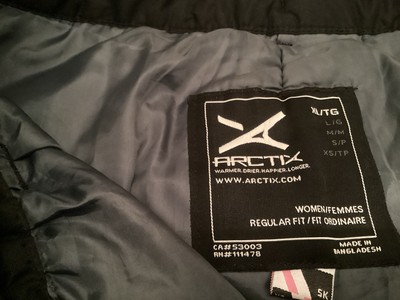 XL/TG
L/G
M/M
S/P
XS/TP
ARCTIX
WARMER.DRIER.HAPPIER.LONGER.
WWW.ARCTIX.COM
WOMEN/FEMMES
REGULAR FIT / FIT ORDINAIRE
CA#53003
RN#111478
MADE IN
BANGLADESH
SK